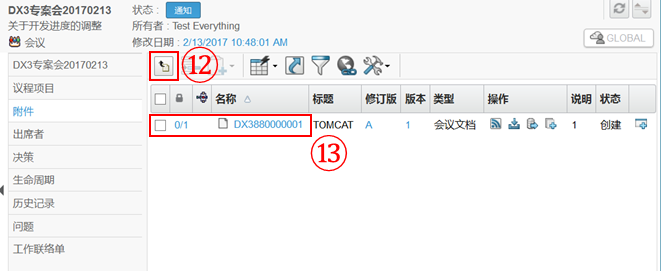 DX3专案会20170213
关于开发进度的调整
会议
状态 : 通知
所有者 : Test Everything
修改日期 : 2/13/2017 10:48:01 AM
GLOBAL
DX3专案会20170213
议程项目
附件
出席者
决策
生命周期
历史记录
问题
工作联络单
⑫
名称 标题 修订版 版本 类型 操作 说明 状态
0/1 DX3880000001 TOMCAT A 1 会议文档 1 创建
⑬